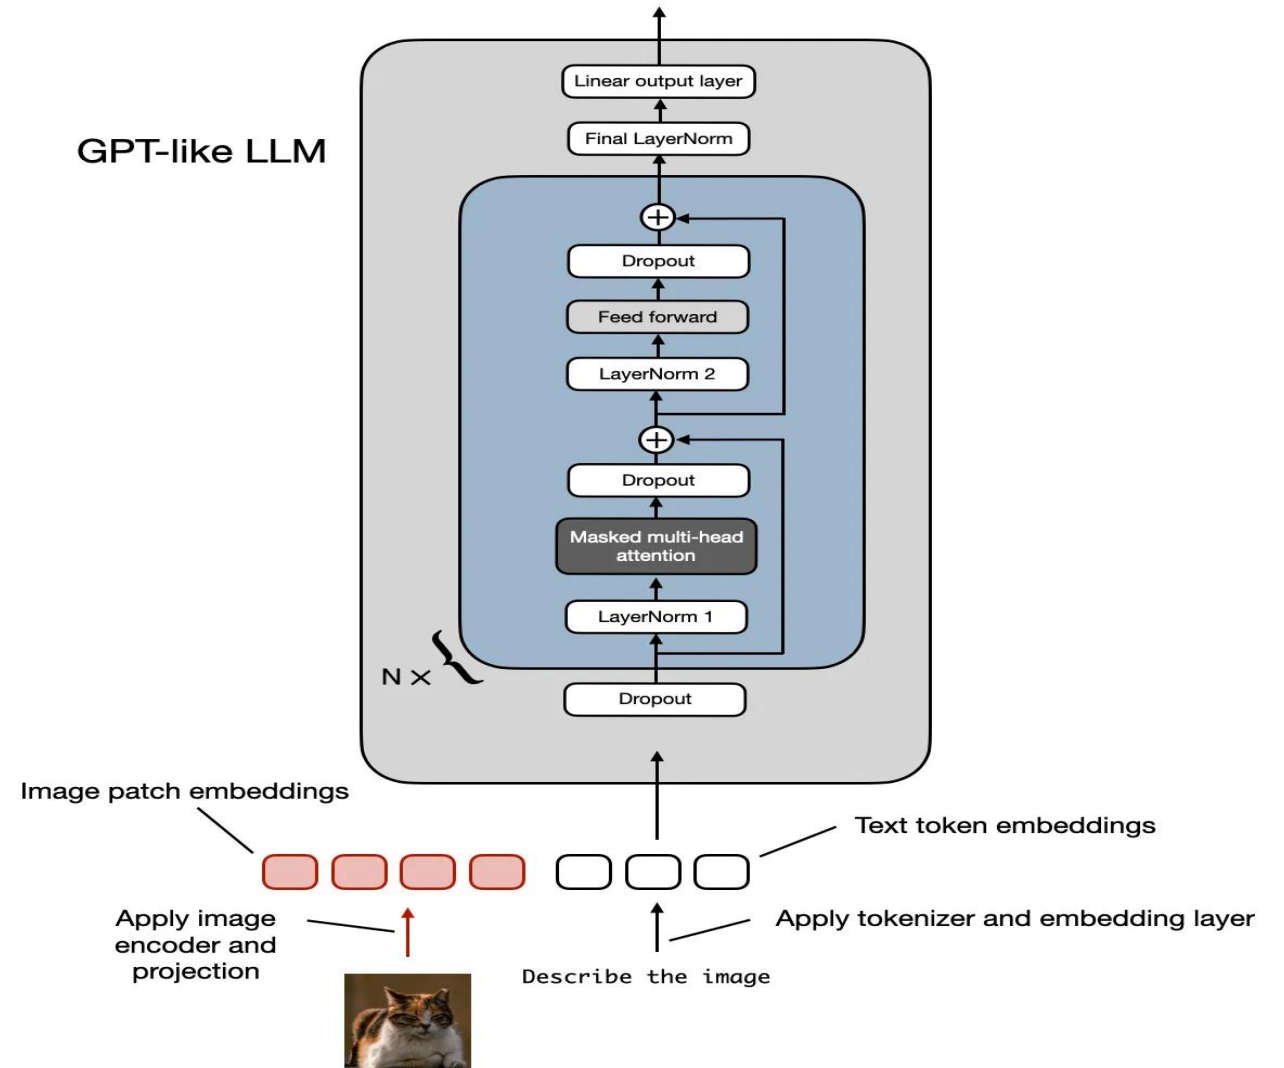 Linear output layer
Final LayerNorm
GPT-like LLM
+
Dropout
Feed forward
LayerNorm 2
+
Dropout
Masked multi-head
attention
LayerNorm 1
N ×
{
Dropout
Image patch embeddings
Text token embeddings
Apply image
encoder and
projection
Apply tokenizer and embedding layer
Describe the image